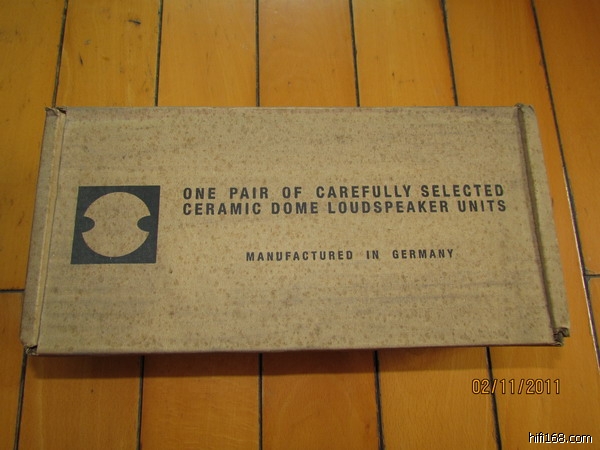 ONE PAIR OF CAREFULLY SELECTED
CERAMIC DOME LOUDSPEAKER UNITS
MANUFACTURED IN GERMANY
02/11/2011
hifi168.com